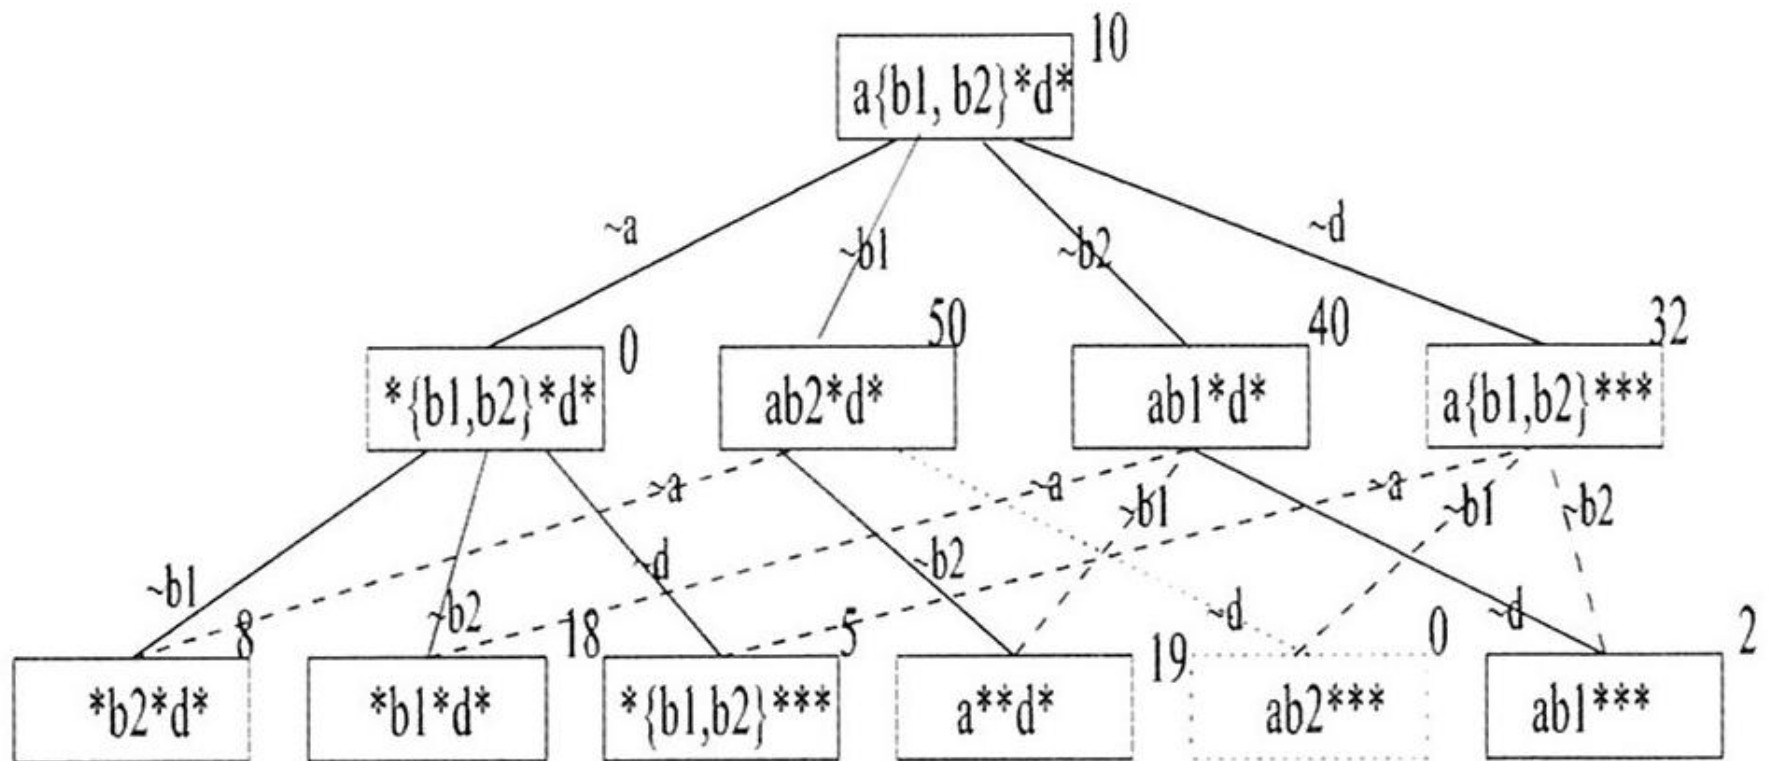 10
a{b1, b2}*d*
~a
~b1
~b2
~d
0
50
40
32
*{b1,b2}*d*
ab2*d*
ab1*d*
a{b1,b2}***
~a
~a
~b1
~a
~b1
~b2
~b1
~b2
~d
~b2
~d
~d
8
18
5
19
0
2
*b2*d*
*b1*d*
*{b1,b2}***
a**d*
ab2***
ab1***